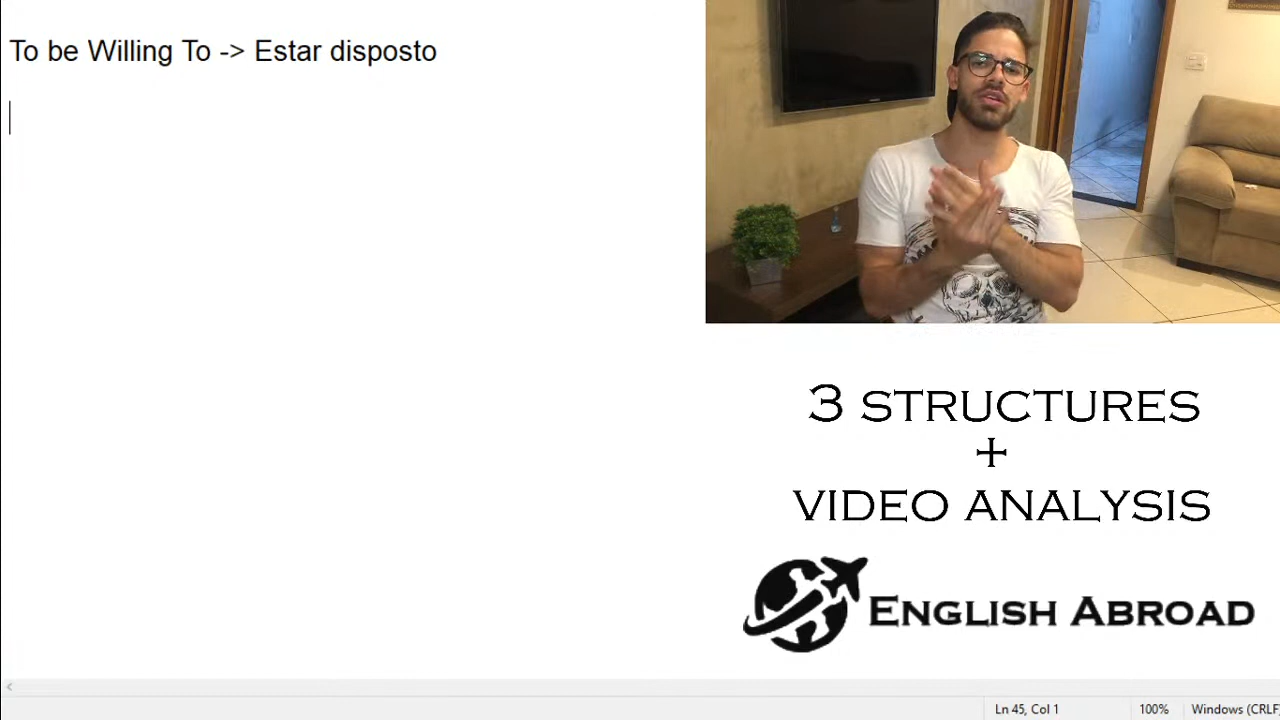 To be Willing To -> Estar disposto
3 STRUCTURES
+
VIDEO ANALYSIS
ENGLISH ABROAD
Ln 45, Col 1
100%
Windows (CRLF